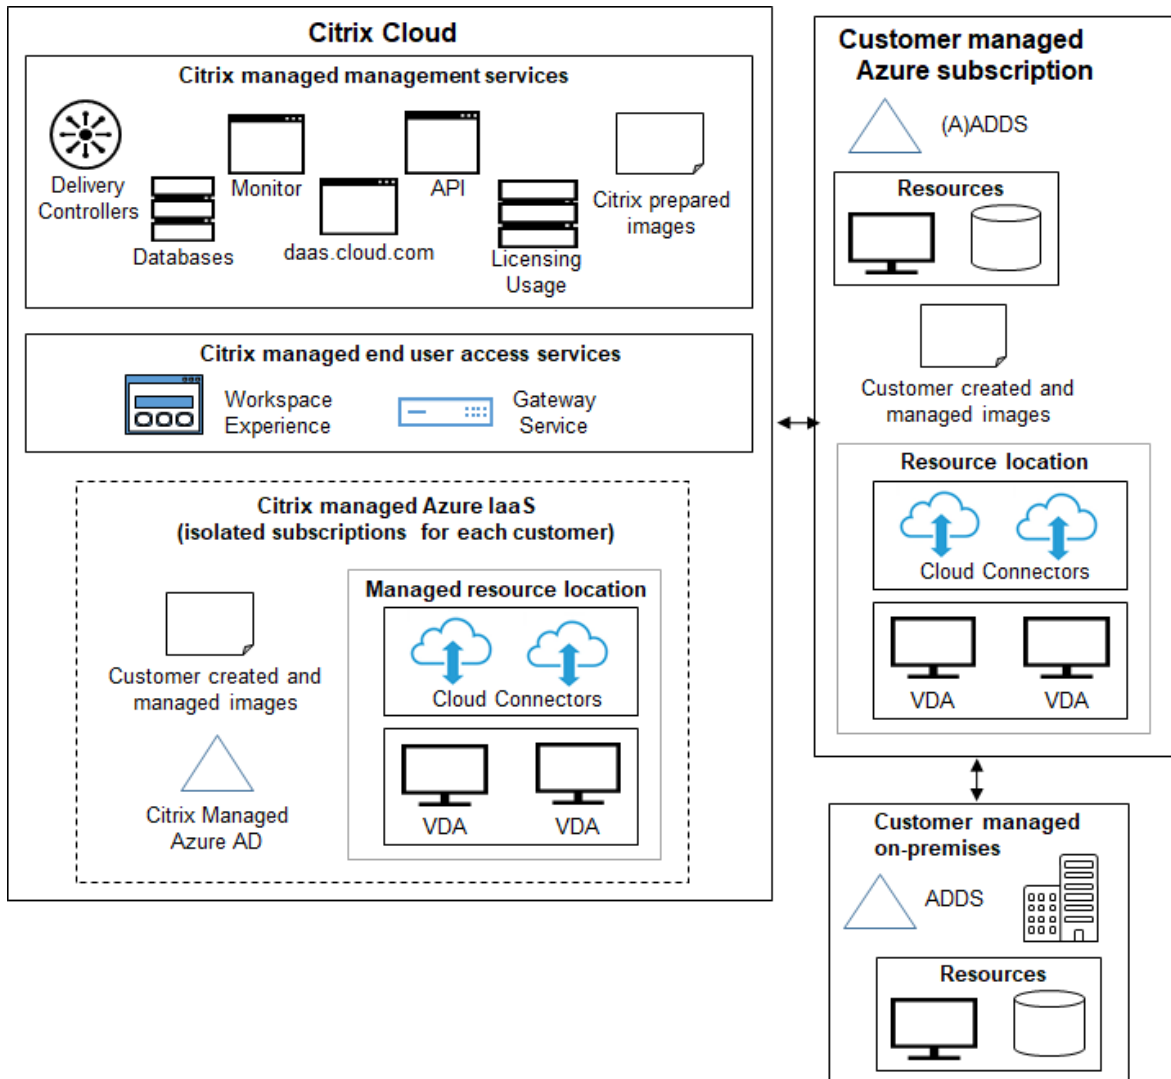 Citrix Cloud
Citrix managed management services
Delivery
Controllers
Databases
Monitor
daas.cloud.com
API
Licensing
Usage
Citrix prepared
images
Citrix managed end user access services
Workspace
Experience
Gateway
Service
Citrix managed Azure IaaS
(isolated subscriptions for each customer)
Customer created and
managed images
Citrix Managed
Azure AD
Managed resource location
Cloud Connectors
VDA
VDA
Customer managed
Azure subscription
(A)ADDS
Resources
Customer created and
managed images
Resource location
Cloud Connectors
VDA
VDA
Customer managed
on-premises
ADDS
Resources